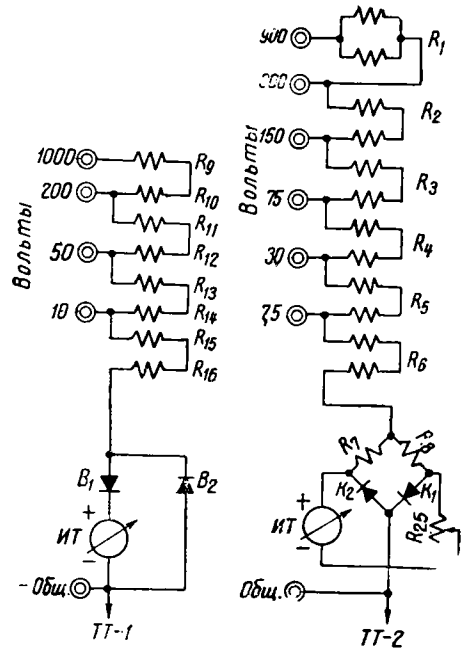 Вольты
1000
R9
200
R10
R11
50
R12
R13
10
R14
R15
R16
B1
B2
+
ИТ
-
- Общ.
ТТ-1
Вольты
900
R1
R2
150
R3
75
R4
30
R5
7,5
R6
R7
R8
K2
K1
+
ИТ
-
R25
Общ.
ТТ-2